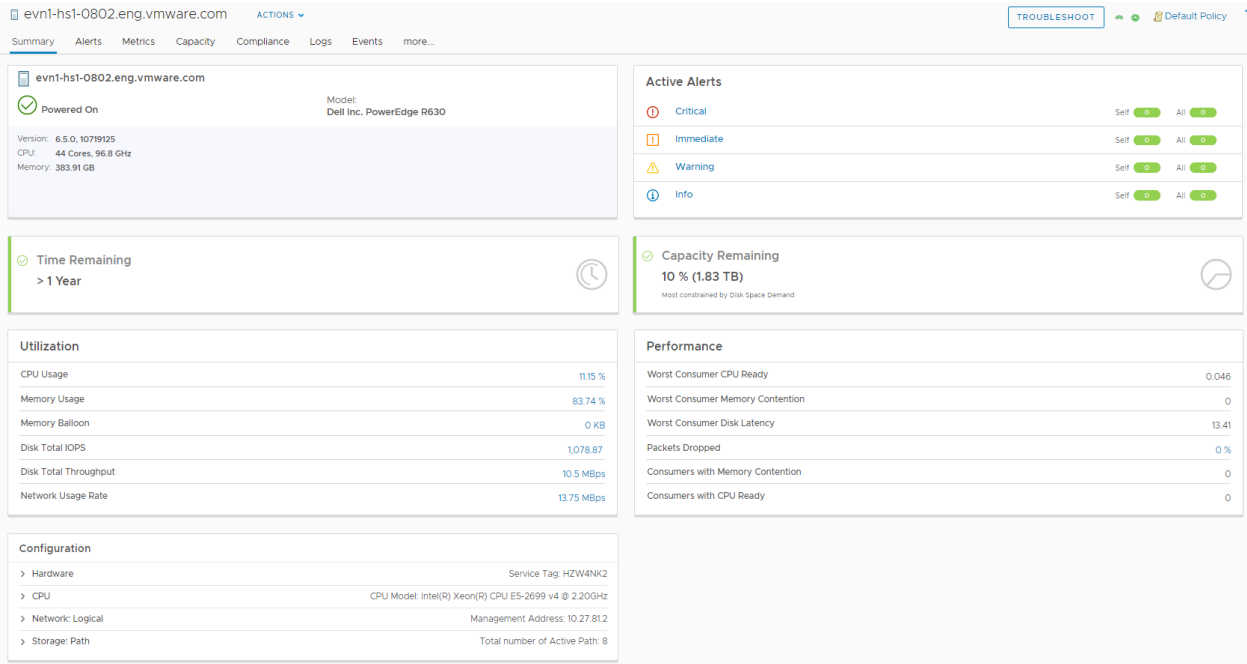 evn1-hs1-0802.eng.vmware.com ACTIONS TROUBLESHOOT Default Policy
Summary Alerts Metrics Capacity Compliance Logs Events more...
evn1-hs1-0802.eng.vmware.com
Powered On
Model:
Dell Inc. PowerEdge R630
Version: 6.5.0, 10719125
CPU: 44 Cores, 96.8 GHz
Memory: 383.91 GB
Active Alerts
Critical Self 0 All 0
Immediate Self 0 All 0
Warning Self 0 All 0
Info Self 0 All 0
Time Remaining
> 1 Year
Capacity Remaining
10 % (1.83 TB)
Most constrained by Disk Space Demand
Utilization
CPU Usage 11.15 %
Memory Usage 83.74 %
Memory Balloon 0 KB
Disk Total IOPS 1,078.87
Disk Total Throughput 10.5 MBps
Network Usage Rate 13.75 MBps
Performance
Worst Consumer CPU Ready 0.046
Worst Consumer Memory Contention 0
Worst Consumer Disk Latency 13.41
Packets Dropped 0 %
Consumers with Memory Contention 0
Consumers with CPU Ready 0
Configuration
Hardware Service Tag: HZW4NK2
CPU CPU Model: Intel(R) Xeon(R) CPU E5-2699 v4 @ 2.20GHz
Network: Logical Management Address: 10.27.81.2
Storage: Path Total number of Active Path: 8